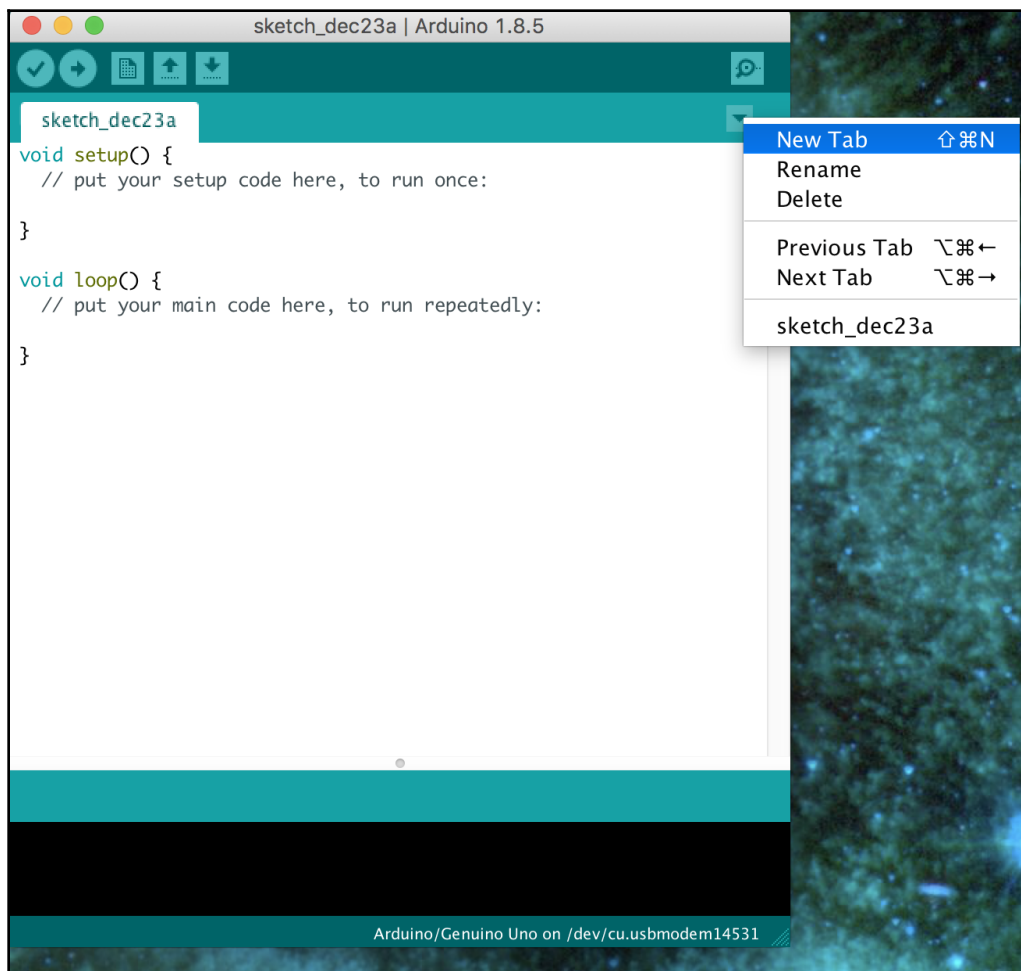 sketch_dec23a | Arduino 1.8.5
sketch_dec23a
void setup() {
  // put your setup code here, to run once:
}
void loop() {
  // put your main code here, to run repeatedly:
}
New Tab ⇧⌘N
Rename
Delete
Previous Tab ⌥⌘←
Next Tab ⌥⌘→
sketch_dec23a
Arduino/Genuino Uno on /dev/cu.usbmodem14531